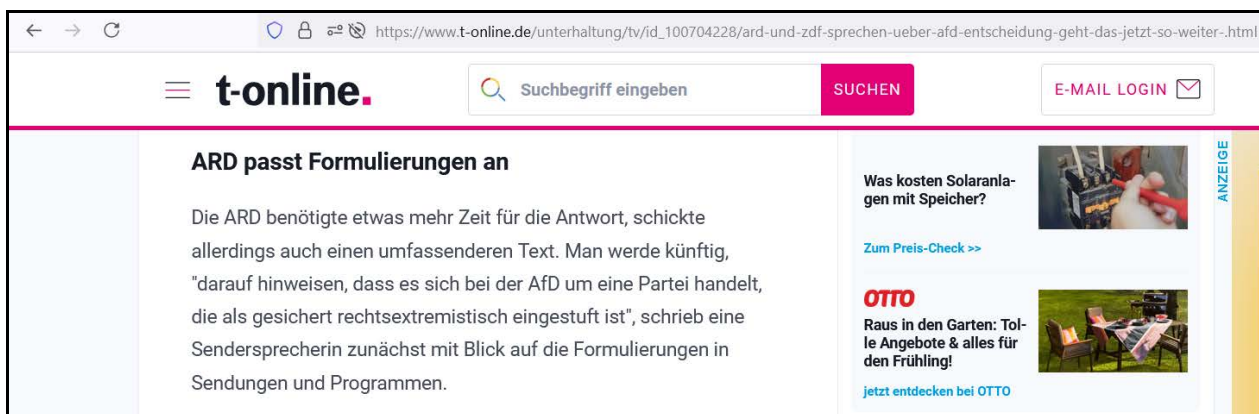 https://www.t-online.de/unterhaltung/tv/id_100704228/ard-und-zdf-sprechen-ueber-afd-entscheidung-geht-das-jetzt-so-weiter-.html
t-online.
Suchbegriff eingeben
SUCHEN
E-MAIL LOGIN
ARD passt Formulierungen an
Die ARD benötigte etwas mehr Zeit für die Antwort, schickte
allerdings auch einen umfassenderen Text. Man werde künftig,
"darauf hinweisen, dass es sich bei der AfD um eine Partei handelt,
die als gesichert rechtsextremistisch eingestuft ist", schrieb eine
Sendersprecherin zunächst mit Blick auf die Formulierungen in
Sendungen und Programmen.
Was kosten Solaranla-
gen mit Speicher?
Zum Preis-Check >>
OTTO
Raus in den Garten: Tol-
le Angebote & alles für
den Frühling!
jetzt entdecken bei OTTO
ANZEIGE